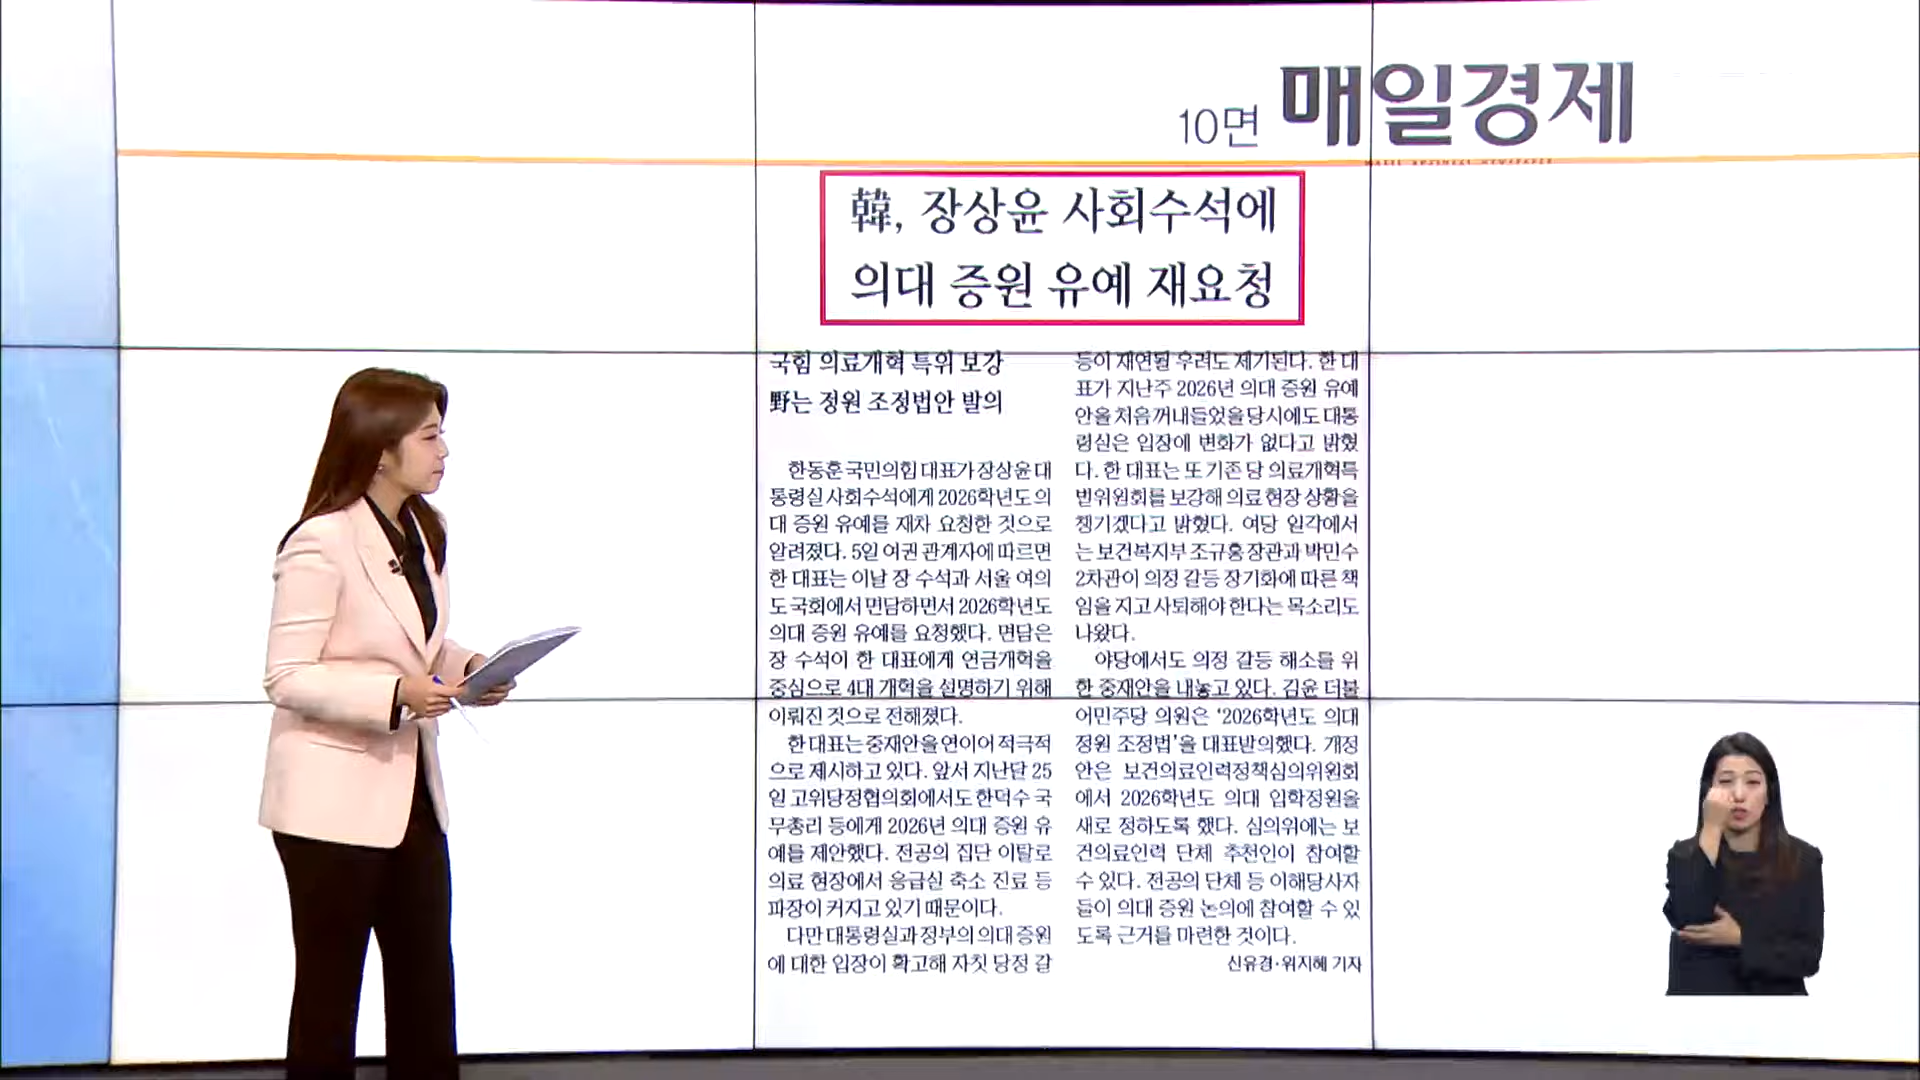 10면 매일경제
韓, 장상윤 사회수석에
의대 증원 유예 재요청
국힘 의료개혁 특위 보강
野는 정원 조정법안 발의
한동훈 국민의힘 대표가 장상윤 대
통령실 사회수석에게 2026학년도 의
대 증원 유예를 재차 요청한 것으로
알려졌다. 5일 여권 관계자에 따르면
한 대표는 이날 장 수석과 서울 여의
도 국회에서 면담하면서 2026학년도
의대 증원 유예를 요청했다. 면담은
장 수석이 한 대표에게 연금개혁을
중심으로 4대 개혁을 설명하기 위해
이뤄진 것으로 전해졌다.
한 대표는 중재안을 연이어 적극적
으로 제시하고 있다. 앞서 지난달 25
일 고위당정협의회에서도 한덕수 국
무총리 등에게 2026년 의대 증원 유
예를 제안했다. 전공의 집단 이탈로
의료 현장에서 응급실 축소 진료 등
파장이 커지고 있기 때문이다.
다만 대통령실과 정부의 의대 증원
에 대한 입장이 확고해 자칫 당정 갈
등이 재연될 우려도 제기된다. 한 대
표가 지난주 2026년 의대 증원 유예
안을 처음 꺼내들었을 당시에도 대통
령실은 입장에 변화가 없다고 밝혔
다. 한 대표는 또 기존 당 의료개혁특
별위원회를 보강해 의료 현장 상황을
챙기겠다고 밝혔다. 여당 일각에서
는 보건복지부 조규홍 장관과 박민수
2차관이 의정 갈등 장기화에 따른 책
임을 지고 사퇴해야 한다는 목소리도
나왔다.
야당에서도 의정 갈등 해소를 위
한 중재안을 내놓고 있다. 김윤 더불
어민주당 의원은 '2026학년도 의대
정원 조정법'을 대표발의했다. 개정
안은 보건의료인력정책심의위원회
에서 2026학년도 의대 입학정원을
새로 정하도록 했다. 심의위에는 보
건의료인력 단체 추천인이 참여할
수 있다. 전공의 단체 등 이해당사자
들이 의대 증원 논의에 참여할 수 있
도록 근거를 마련한 것이다.
신유경·위지혜 기자